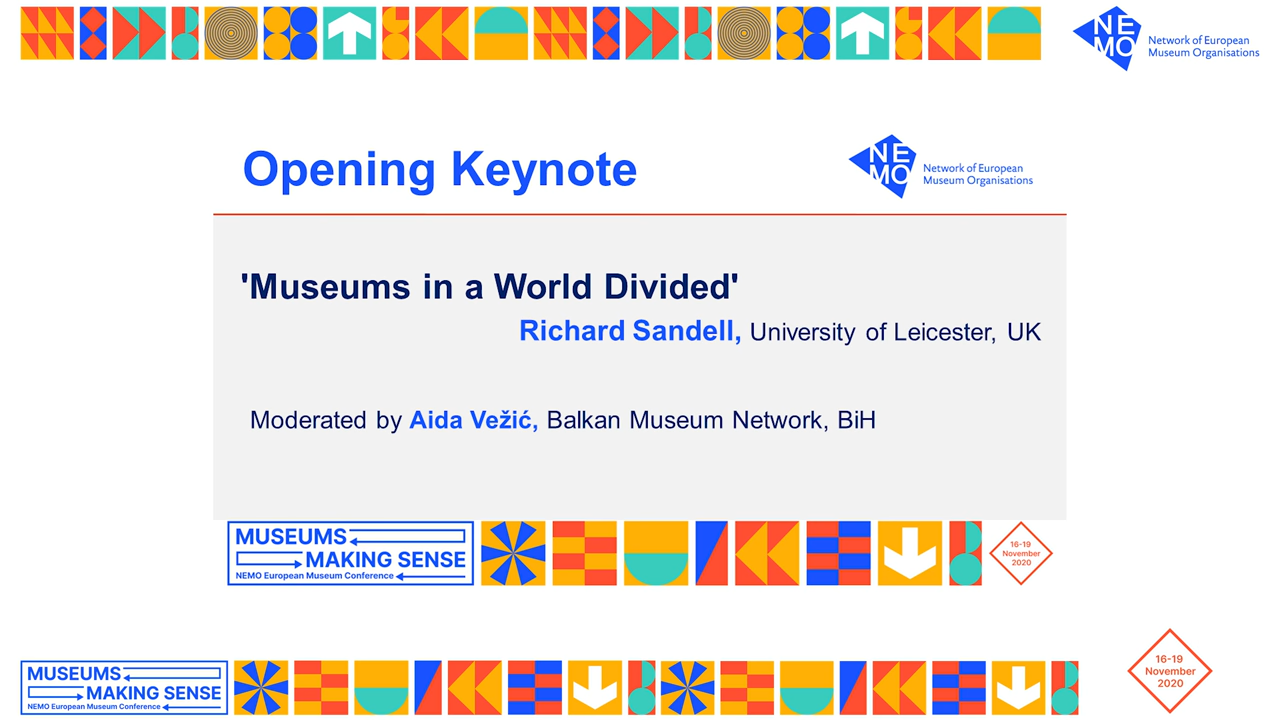 NE
MO
Network of European
Museum Organisations
Opening Keynote
NE
MO
Network of European
Museum Organisations
'Museums in a World Divided'
Richard Sandell, University of Leicester, UK
Moderated by Aida Vežić, Balkan Museum Network, BiH
MUSEUMS
MAKING SENSE
NEMO European Museum Conference
16-19
November
2020
MUSEUMS
MAKING SENSE
NEMO European Museum Conference
16-19
November
2020